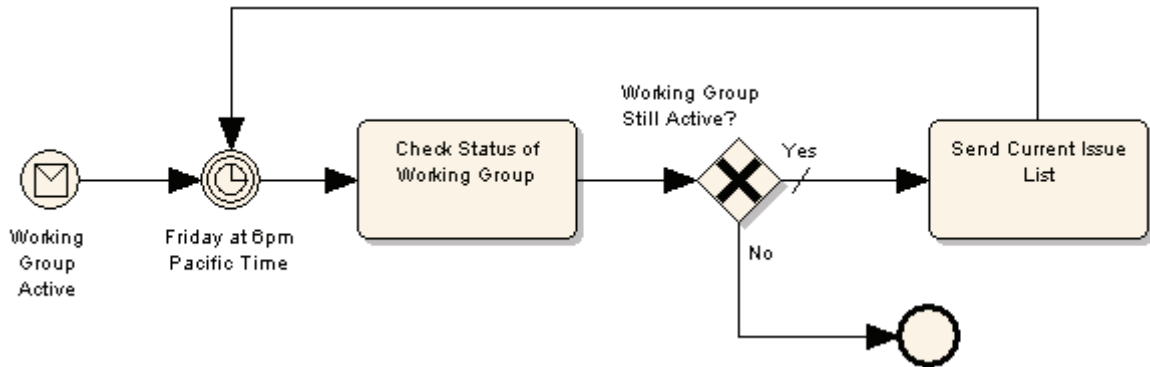 Working Group
Still Active?
Check Status of
Working Group
Yes
Send Current Issue
List
Working
Group
Active
Friday at 6pm
Pacific Time
No